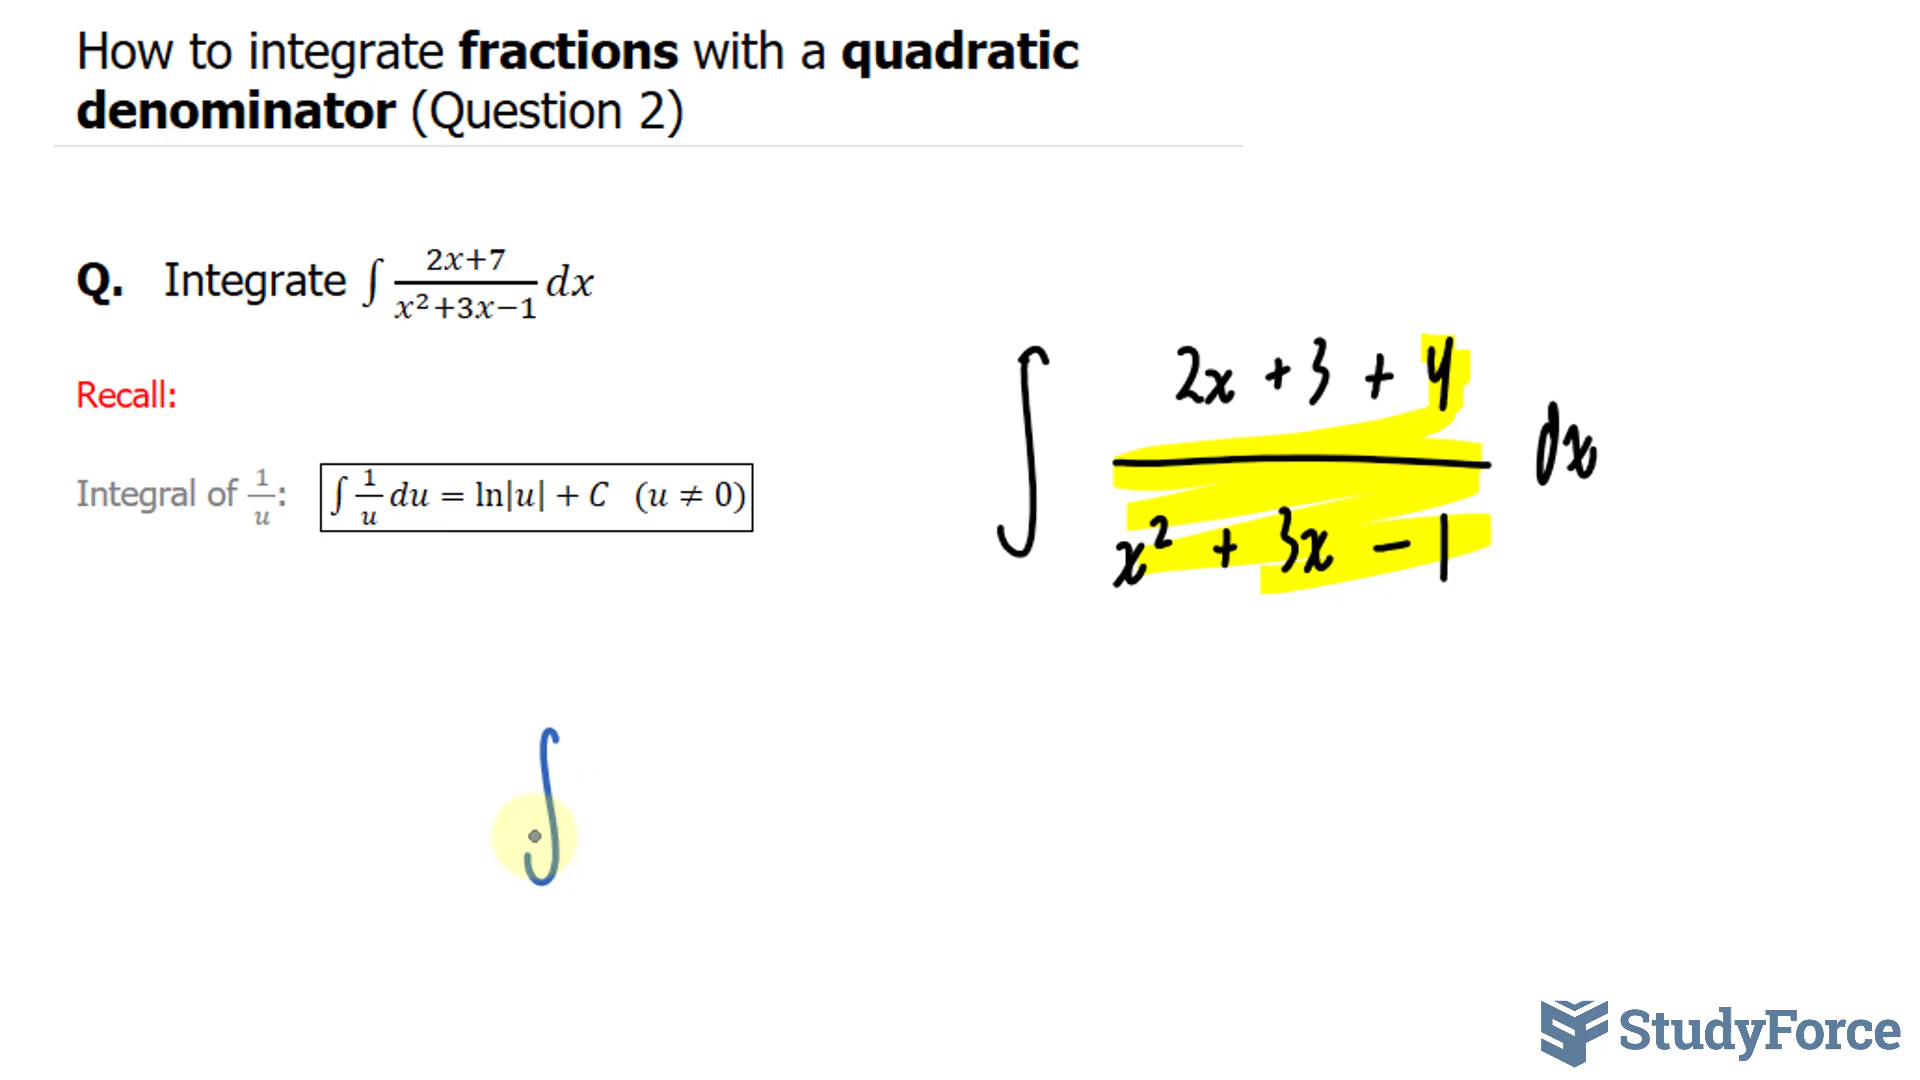 How to integrate fractions with a quadratic
denominator (Question 2)
Q. Integrate ∫ 2x+7 / x²+3x−1 dx
Recall:
Integral of 1/u: ∫ 1/u du = ln|u| + C (u ≠ 0)
∫ 2x + 3 + 4 / x² + 3x − 1 dx
∫
StudyForce